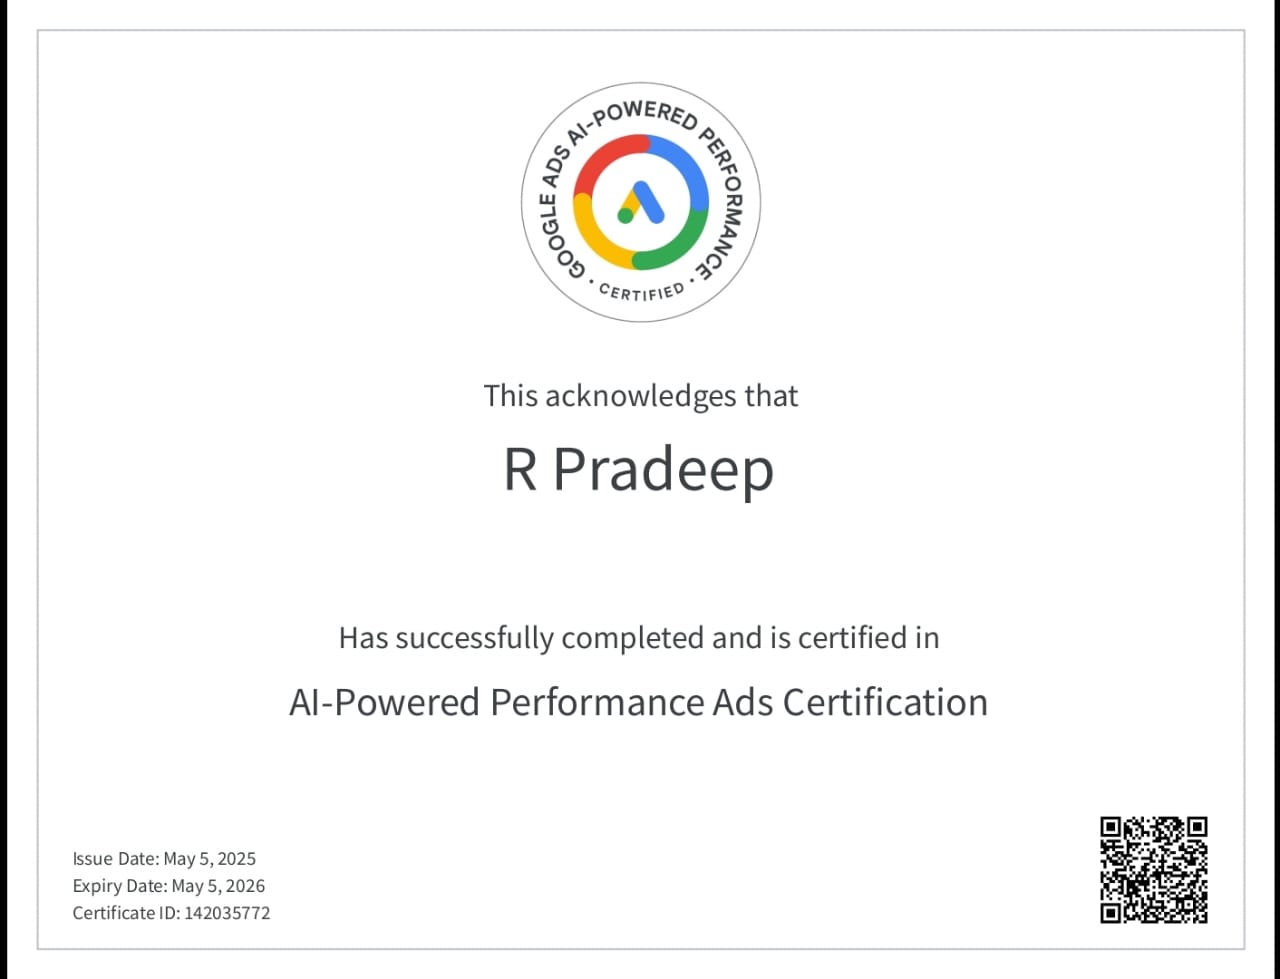 GOOGLE ADS AI-POWERED PERFORMANCE
· CERTIFIED ·
This acknowledges that
R Pradeep
Has successfully completed and is certified in
AI-Powered Performance Ads Certification
Issue Date: May 5, 2025
Expiry Date: May 5, 2026
Certificate ID: 142035772